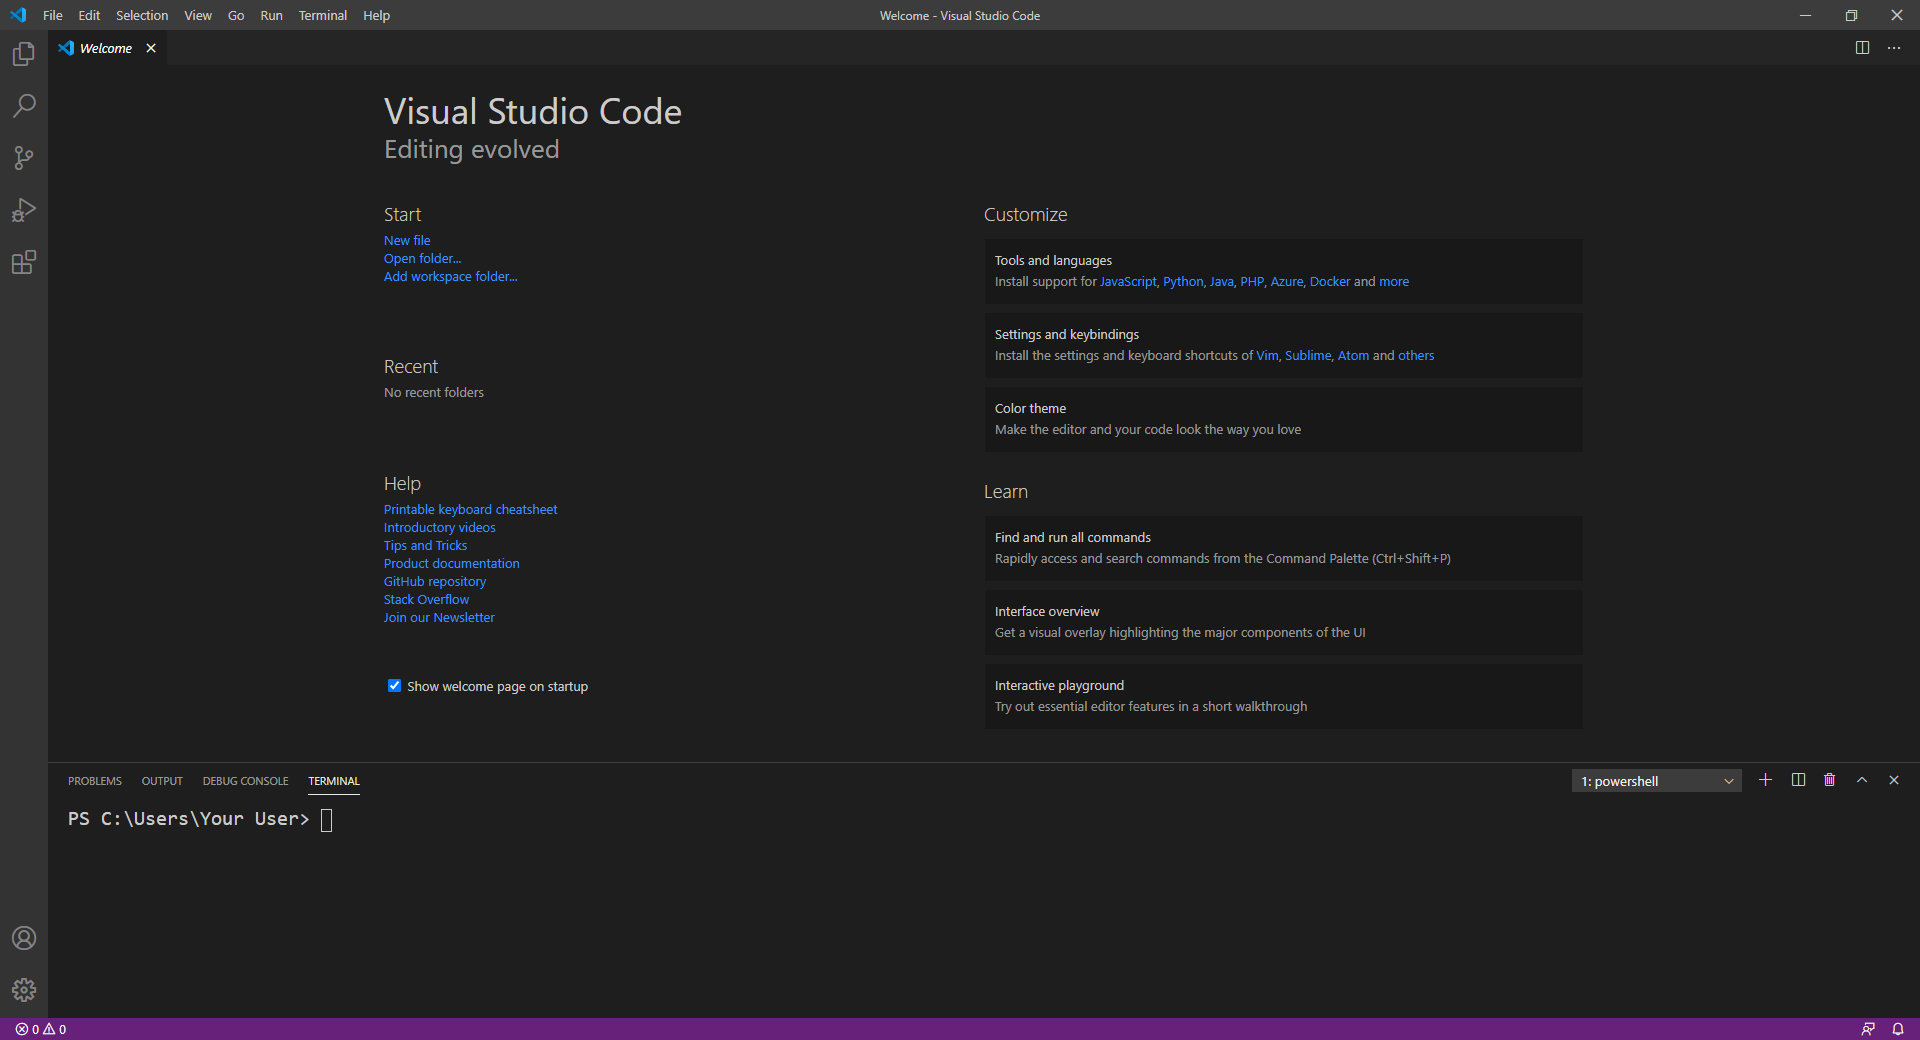 File Edit Selection View Go Run Terminal Help
Welcome - Visual Studio Code
Welcome
Visual Studio Code
Editing evolved
Start
New file
Open folder...
Add workspace folder...
Recent
No recent folders
Help
Printable keyboard cheatsheet
Introductory videos
Tips and Tricks
Product documentation
GitHub repository
Stack Overflow
Join our Newsletter
Show welcome page on startup
Customize
Tools and languages
Install support for JavaScript, Python, Java, PHP, Azure, Docker and more
Settings and keybindings
Install the settings and keyboard shortcuts of Vim, Sublime, Atom and others
Color theme
Make the editor and your code look the way you love
Learn
Find and run all commands
Rapidly access and search commands from the Command Palette (Ctrl+Shift+P)
Interface overview
Get a visual overlay highlighting the major components of the UI
Interactive playground
Try out essential editor features in a short walkthrough
PROBLEMS OUTPUT DEBUG CONSOLE TERMINAL
1: powershell
PS C:\Users\Your User>
0 0